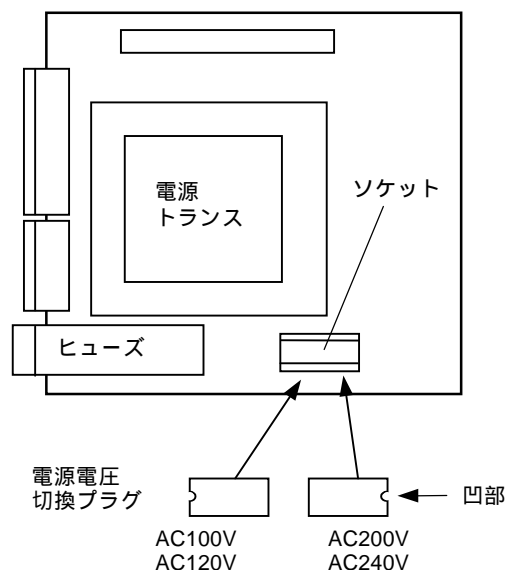 電源
トランス
ソケット
ヒューズ
電源電圧
切換プラグ
凹部
AC100V
AC120V
AC200V
AC240V